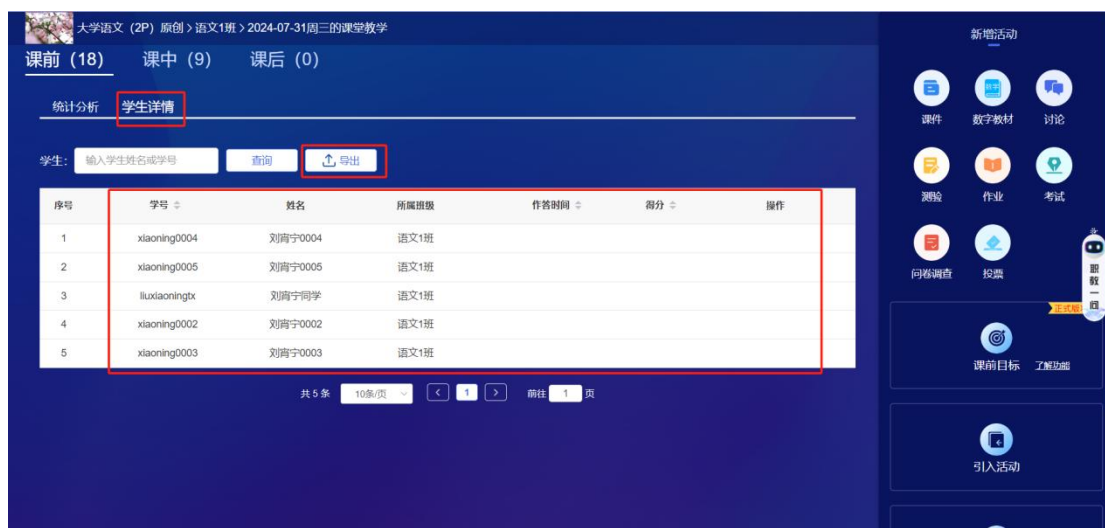 大学语文（2P）原创 > 语文1班 > 2024-07-31周三的课堂教学
课前（18） 课中（9） 课后（0）
统计分析 学生详情
学生： 输入学生姓名或学号 查询 导出
序号 学号 姓名 所属班级 作答时间 得分 操作
1 xiaoning0004 刘宵宁0004 语文1班
2 xiaoning0005 刘宵宁0005 语文1班
3 liuxiaoningtx 刘宵宁同学 语文1班
4 xiaoning0002 刘宵宁0002 语文1班
5 xiaoning0003 刘宵宁0003 语文1班
共 5 条 10条/页 1 前往 1 页
新增活动
课件 数字教材 讨论
测验 作业 考试
问卷调查 投票
职教一问
正式版
课前目标 了解功能
引入活动